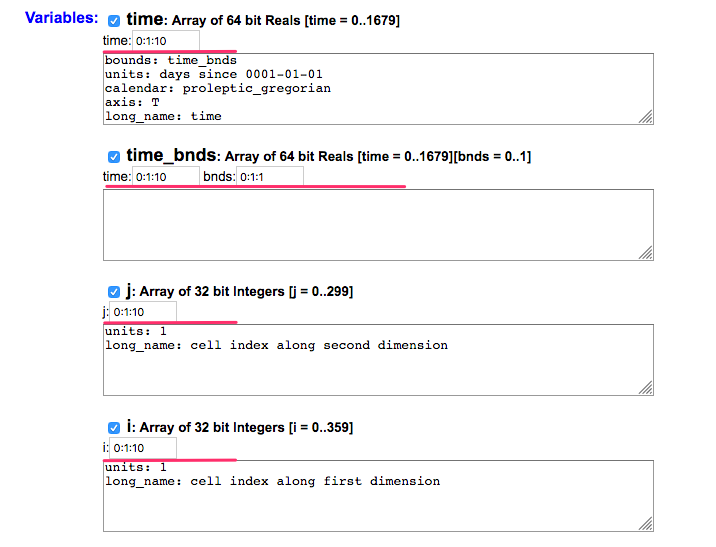 Variables: time: Array of 64 bit Reals [time = 0..1679]
time: 0:1:10
bounds: time_bnds
units: days since 0001-01-01
calendar: proleptic_gregorian
axis: T
long_name: time
time_bnds: Array of 64 bit Reals [time = 0..1679][bnds = 0..1]
time: 0:1:10 bnds: 0:1:1
j: Array of 32 bit Integers [j = 0..299]
j: 0:1:10
units: 1
long_name: cell index along second dimension
i: Array of 32 bit Integers [i = 0..359]
i: 0:1:10
units: 1
long_name: cell index along first dimension